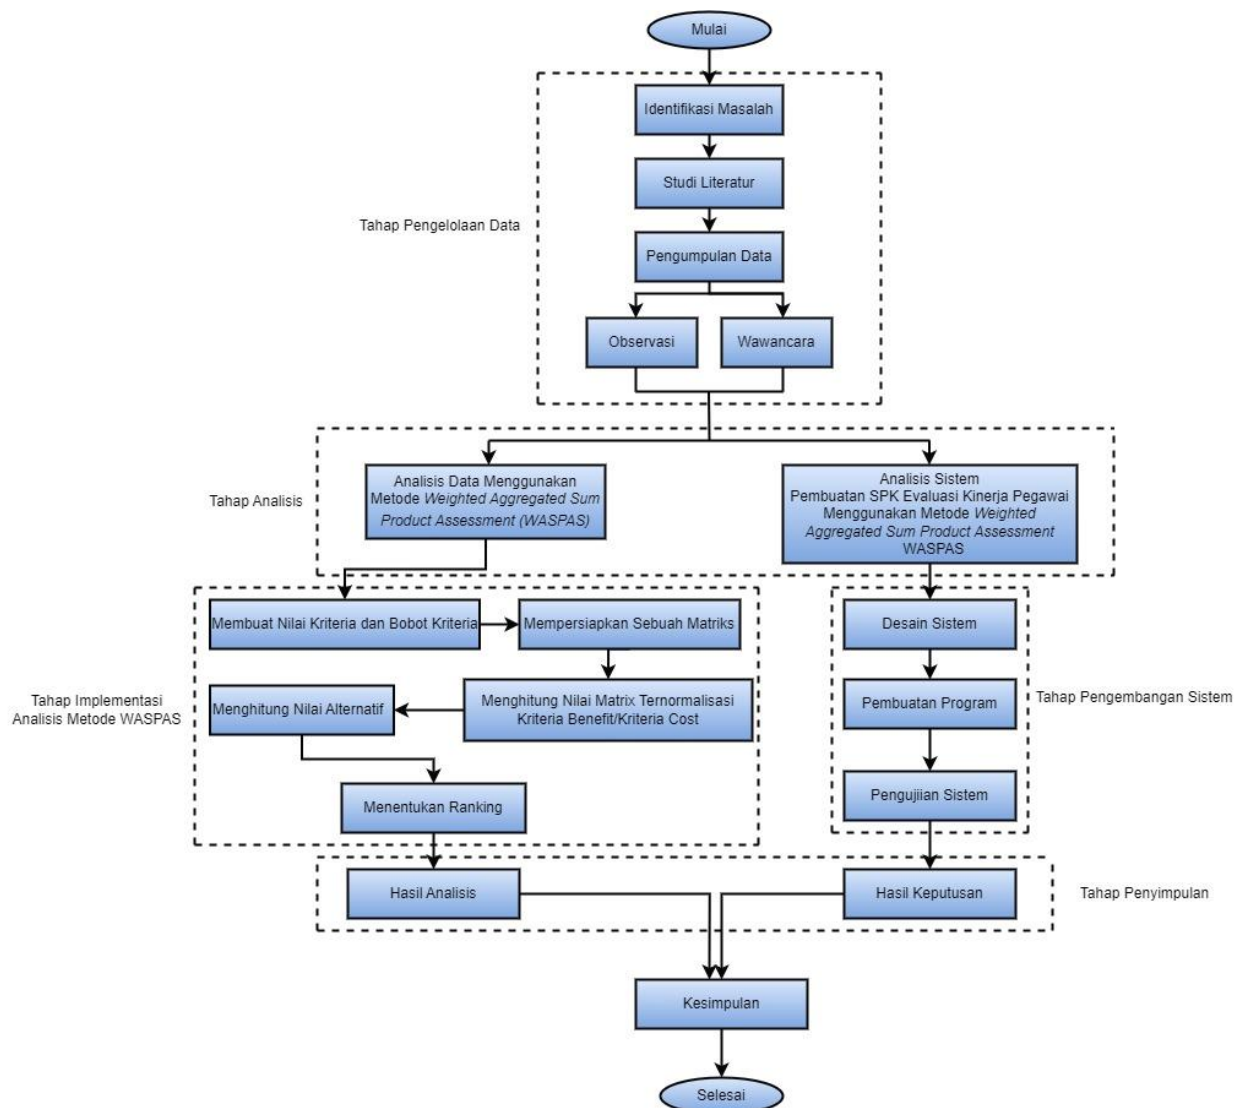 Mulai
Identifikasi Masalah
Studi Literatur
Tahap Pengelolaan Data
Pengumpulan Data
Observasi
Wawancara
Tahap Analisis
Analisis Data Menggunakan
Metode Weighted Aggregated Sum
Product Assessment (WASPAS)
Analisis Sistem
Pembuatan SPK Evaluasi Kinerja Pegawai
Menggunakan Metode Weighted
Aggregated Sum Product Assessment
WASPAS
Membuat Nilai Kriteria dan Bobot Kriteria
Mempersiapkan Sebuah Matriks
Desain Sistem
Tahap Implementasi
Analisis Metode WASPAS
Menghitung Nilai Alternatif
Menghitung Nilai Matrix Ternormalisasi
Kriteria Benefit/Kriteria Cost
Pembuatan Program
Tahap Pengembangan Sistem
Menentukan Ranking
Pengujiian Sistem
Hasil Analisis
Hasil Keputusan
Tahap Penyimpulan
Kesimpulan
Selesai